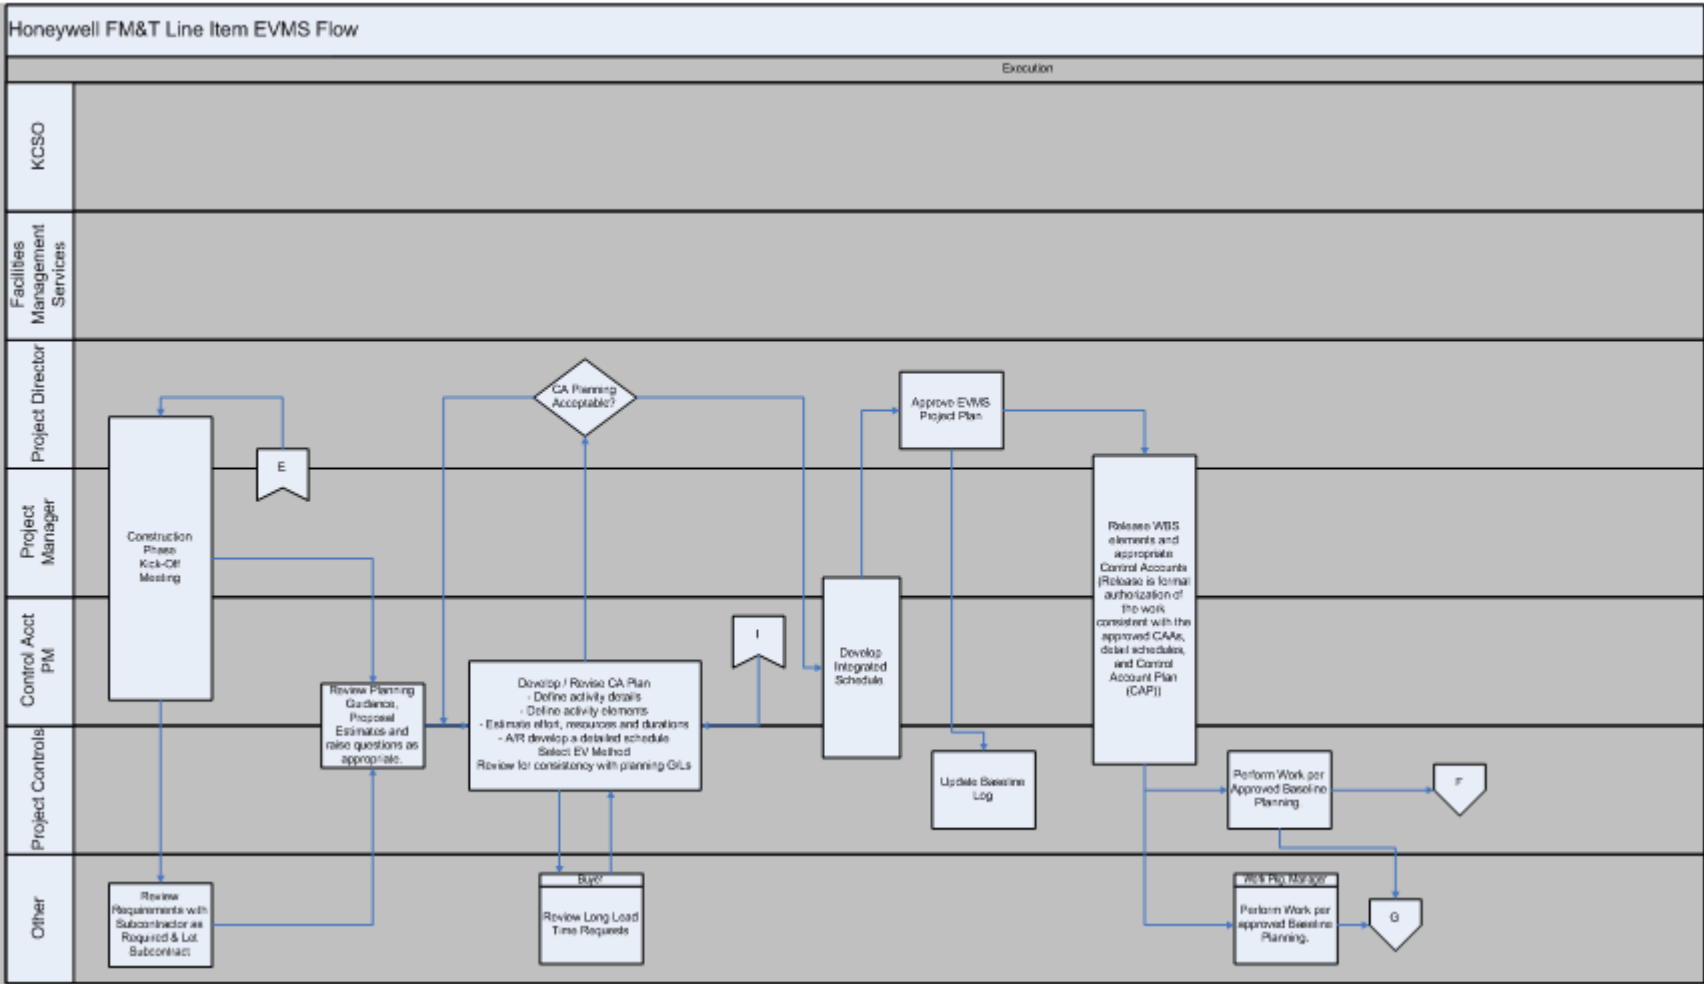 Honeywell FM&T Line Item EVMS Flow
Execution
KCSO
Facilities
Management
Services
Project Director
Project
Manager
Control Acct
PM
Project Controls
Other
E
Construction
Phase
Kick-Off
Meeting
Review
Requirements with
Subcontractor as
Required & Let
Subcontract
Review Planning
Guidance,
Proposal
Estimates and
raise questions as
appropriate.
CA Planning
Acceptable?
Develop / Revise CA Plan
- Define activity details
- Define activity elements
- Estimate effort, resources and durations
- A/R develop a detailed schedule
Select EV Method
Review for consistency with planning G/Ls
Buyer
Review Long Lead
Time Requests
I
Develop
Integrated
Schedule
Approve EVMS
Project Plan
Update Baseline
Log
Release WBS
elements and
appropriate
Control Accounts
(Release is formal
authorization of
the work
consistent with the
approved CAAs,
detail schedules,
and Control
Account Plan
(CAP))
Perform Work per
Approved Baseline
Planning.
F
Work Pkg. Manager
Perform Work per
approved Baseline
Planning.
G